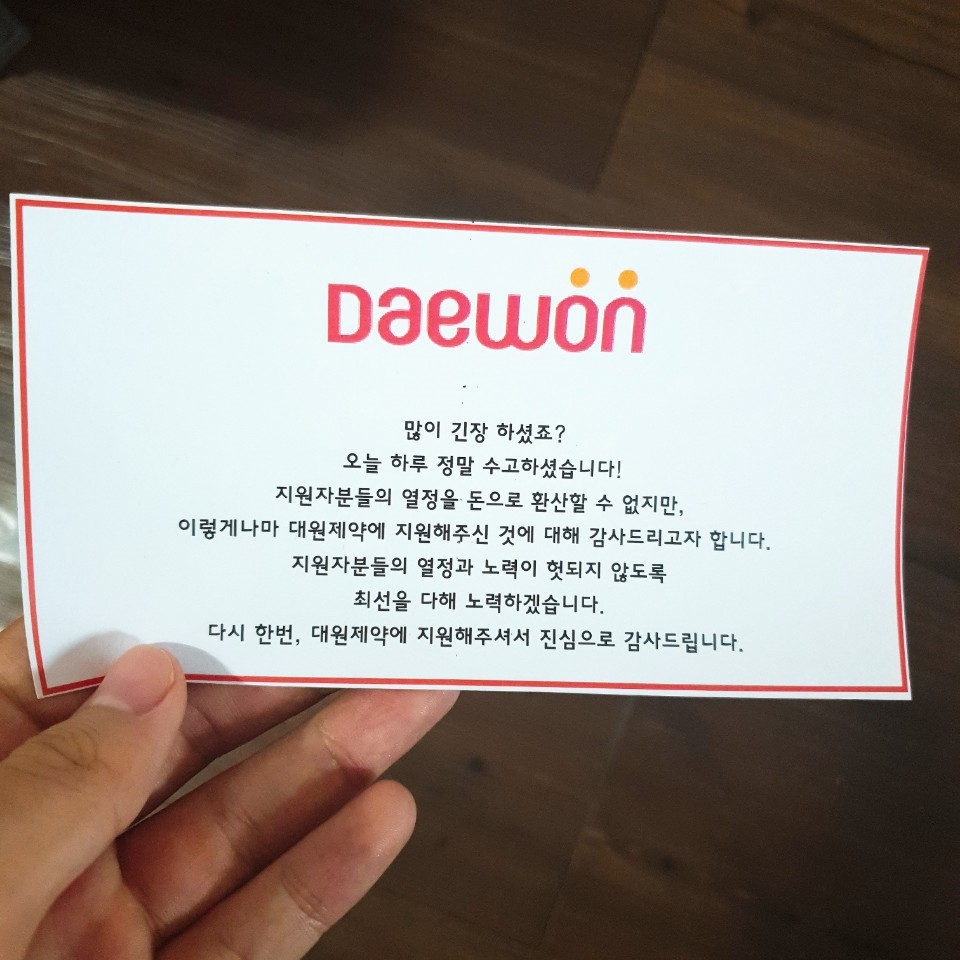 Daewon
많이 긴장 하셨죠?
오늘 하루 정말 수고하셨습니다!
지원자분들의 열정을 돈으로 환산할 수 없지만,
이렇게나마 대원제약에 지원해주신 것에 대해 감사드리고자 합니다.
지원자분들의 열정과 노력이 헛되지 않도록
최선을 다해 노력하겠습니다.
다시 한번, 대원제약에 지원해주셔서 진심으로 감사드립니다.